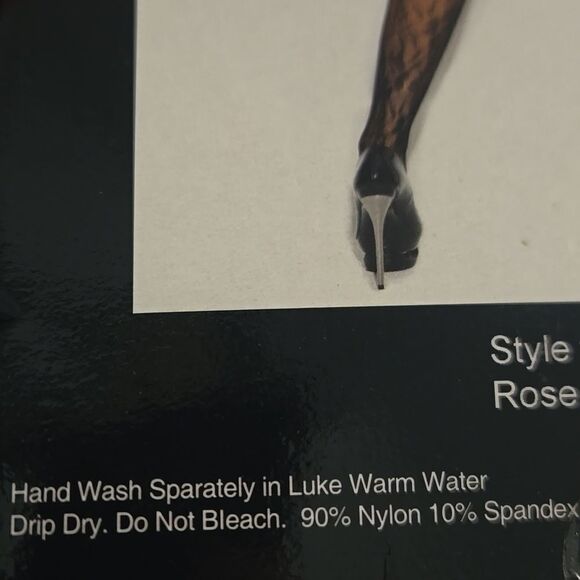 Style
Rose
Hand Wash Sparately in Luke Warm Water
Drip Dry. Do Not Bleach. 90% Nylon 10% Spandex